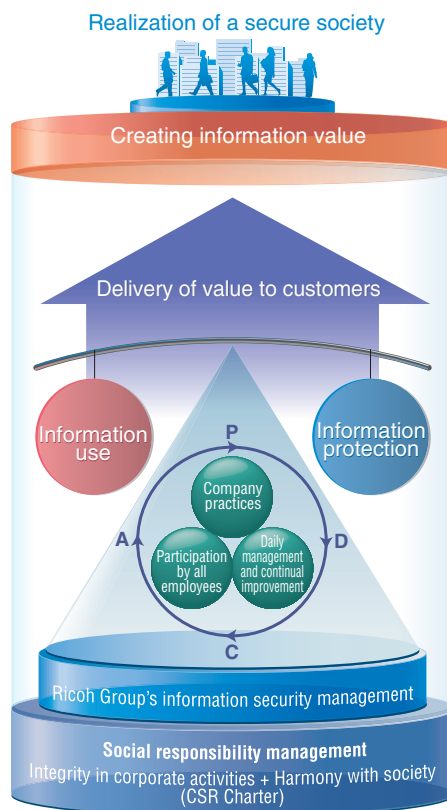 Realization of a secure society
Creating information value
Delivery of value to customers
Information
use
Information
protection
P
Company
practices
A
D
Participation
by all
employees
Daily
management
and continual
improvement
C
Ricoh Group's information security management
Social responsibility management
Integrity in corporate activities + Harmony with society
(CSR Charter)